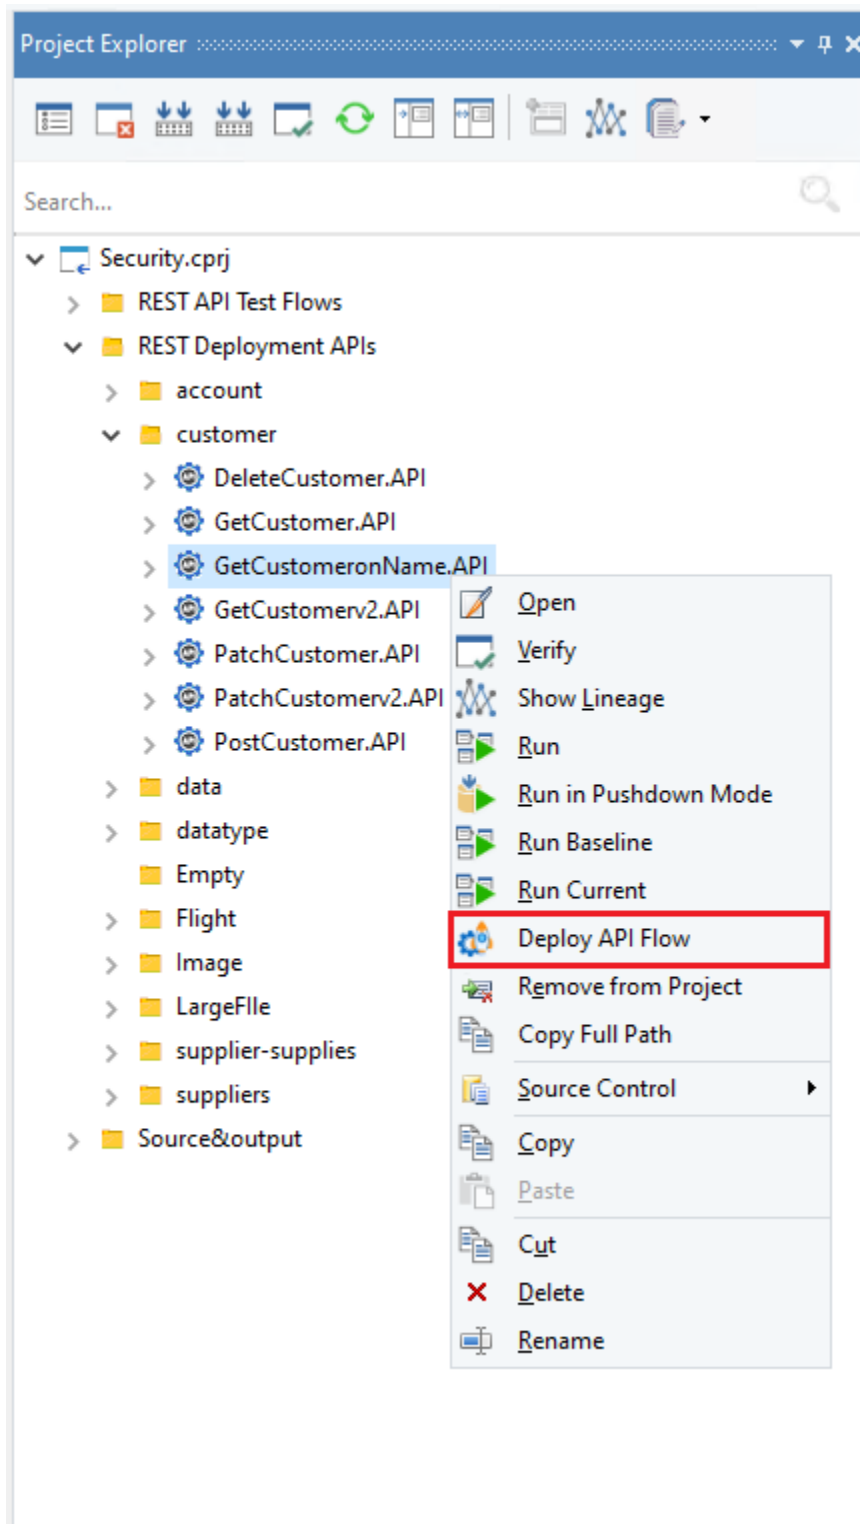 Project Explorer
Search...
Security.cprj
REST API Test Flows
REST Deployment APIs
account
customer
DeleteCustomer.API
GetCustomer.API
GetCustomeronName.API
GetCustomerv2.API
PatchCustomer.API
PatchCustomerv2.API
PostCustomer.API
data
datatype
Empty
Flight
Image
LargeFIle
supplier-supplies
suppliers
Source&output
Open
Verify
Show Lineage
Run
Run in Pushdown Mode
Run Baseline
Run Current
Deploy API Flow
Remove from Project
Copy Full Path
Source Control
Copy
Paste
Cut
Delete
Rename